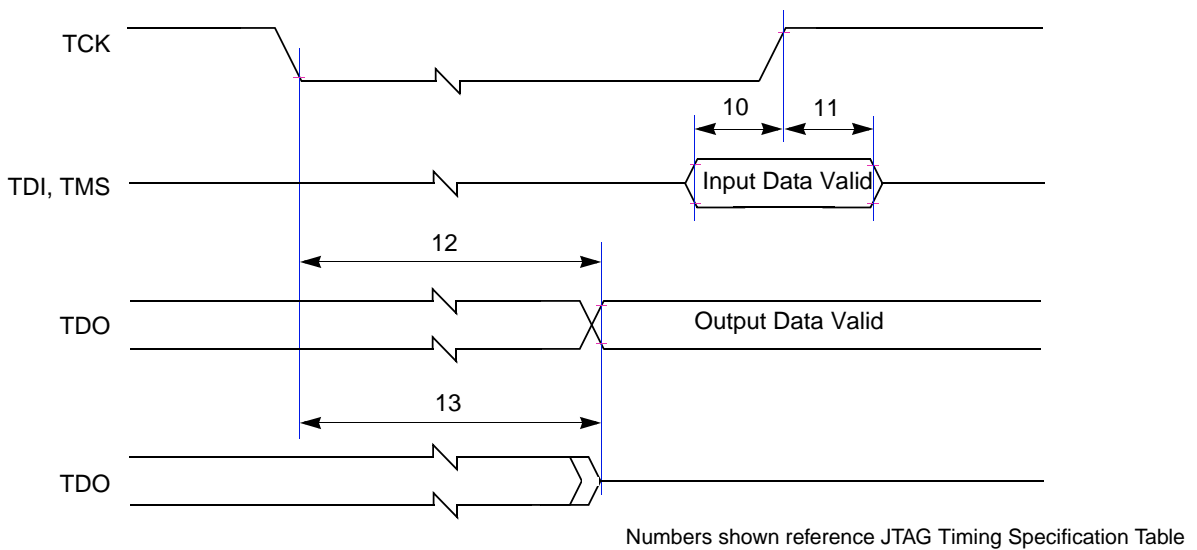 TCK
10
11
TDI, TMS
Input Data Valid
12
TDO
Output Data Valid
13
TDO
Numbers shown reference JTAG Timing Specification Table